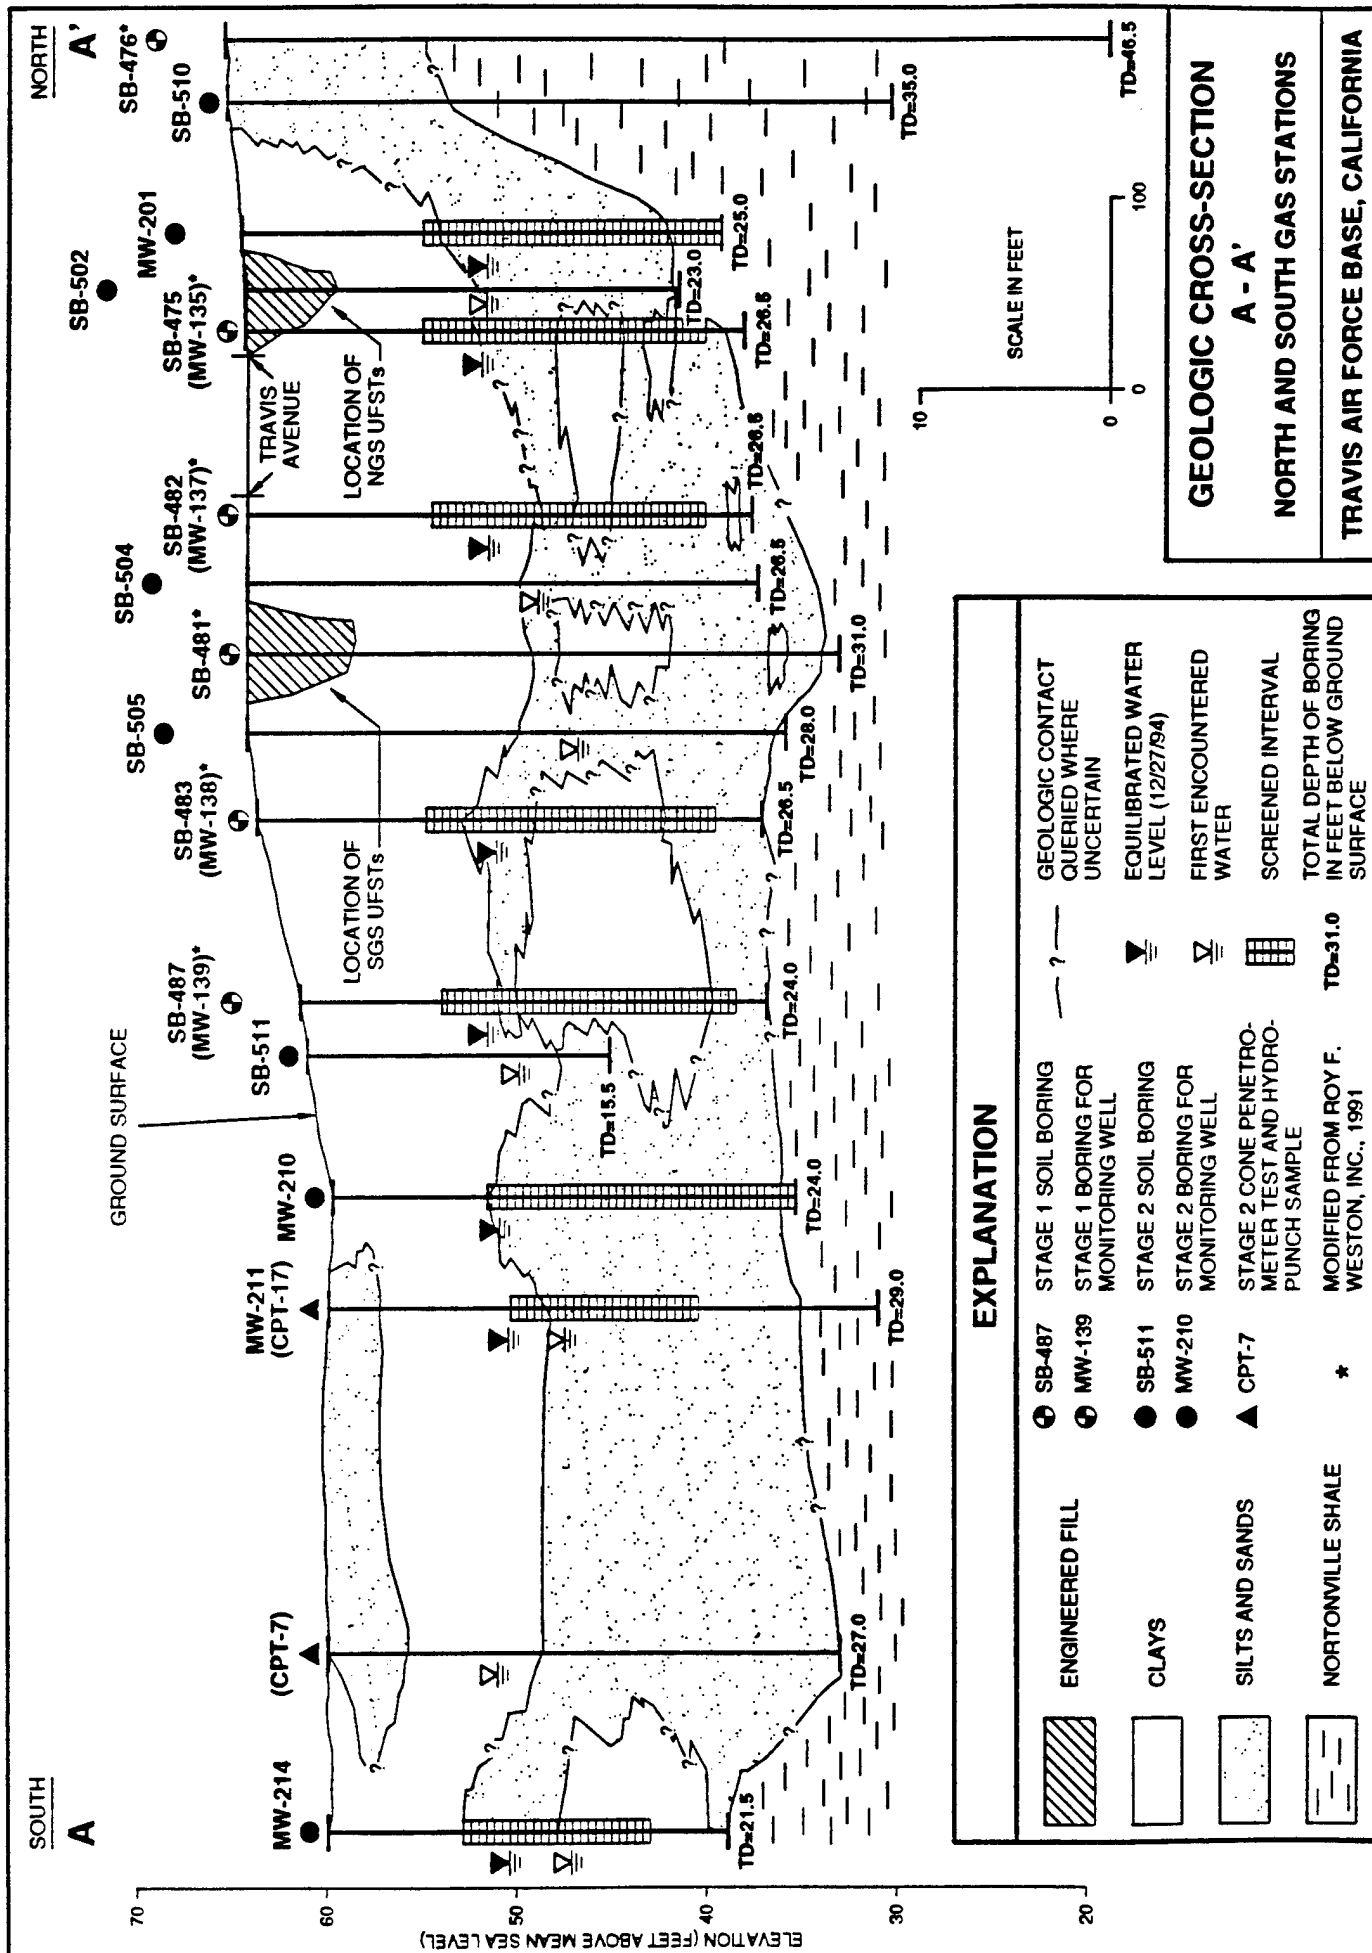 SOUTH
A
NORTH
A'
GROUND SURFACE
MW-214
(CPT-7)
MW-211
(CPT-17)
MW-210
SB-511
SB-487
(MW-139)*
SB-483
(MW-138)*
SB-505
SB-481*
SB-504
SB-482
(MW-137)*
SB-475
(MW-135)*
SB-502
MW-201
SB-510
SB-476*
LOCATION OF
SGS UFSTs
TRAVIS
AVENUE
LOCATION OF
NGS UFSTs
ELEVATION (FEET ABOVE MEAN SEA LEVEL)
70
60
50
40
30
20
TD=21.5
TD=27.0
TD=29.0
TD=24.0
TD=15.5
TD=24.0
TD=26.5
TD=28.0
TD=31.0
TD=26.5
TD=26.5
TD=26.5
TD=23.0
TD=25.0
TD=35.0
TD=46.5
SCALE IN FEET
10
0
0
100
EXPLANATION
ENGINEERED FILL
CLAYS
SILTS AND SANDS
NORTONVILLE SHALE
SB-487 STAGE 1 SOIL BORING
MW-139 STAGE 1 BORING FOR
MONITORING WELL
SB-511 STAGE 2 SOIL BORING
MW-210 STAGE 2 BORING FOR
MONITORING WELL
CPT-7 STAGE 2 CONE PENETRO-
METER TEST AND HYDRO-
PUNCH SAMPLE
* MODIFIED FROM ROY F.
WESTON, INC., 1991
— ? — GEOLOGIC CONTACT
QUERIED WHERE
UNCERTAIN
EQUILIBRATED WATER
LEVEL (12/27/94)
FIRST ENCOUNTERED
WATER
SCREENED INTERVAL
TD=31.0 TOTAL DEPTH OF BORING
IN FEET BELOW GROUND
SURFACE
GEOLOGIC CROSS-SECTION
A - A'
NORTH AND SOUTH GAS STATIONS
TRAVIS AIR FORCE BASE, CALIFORNIA